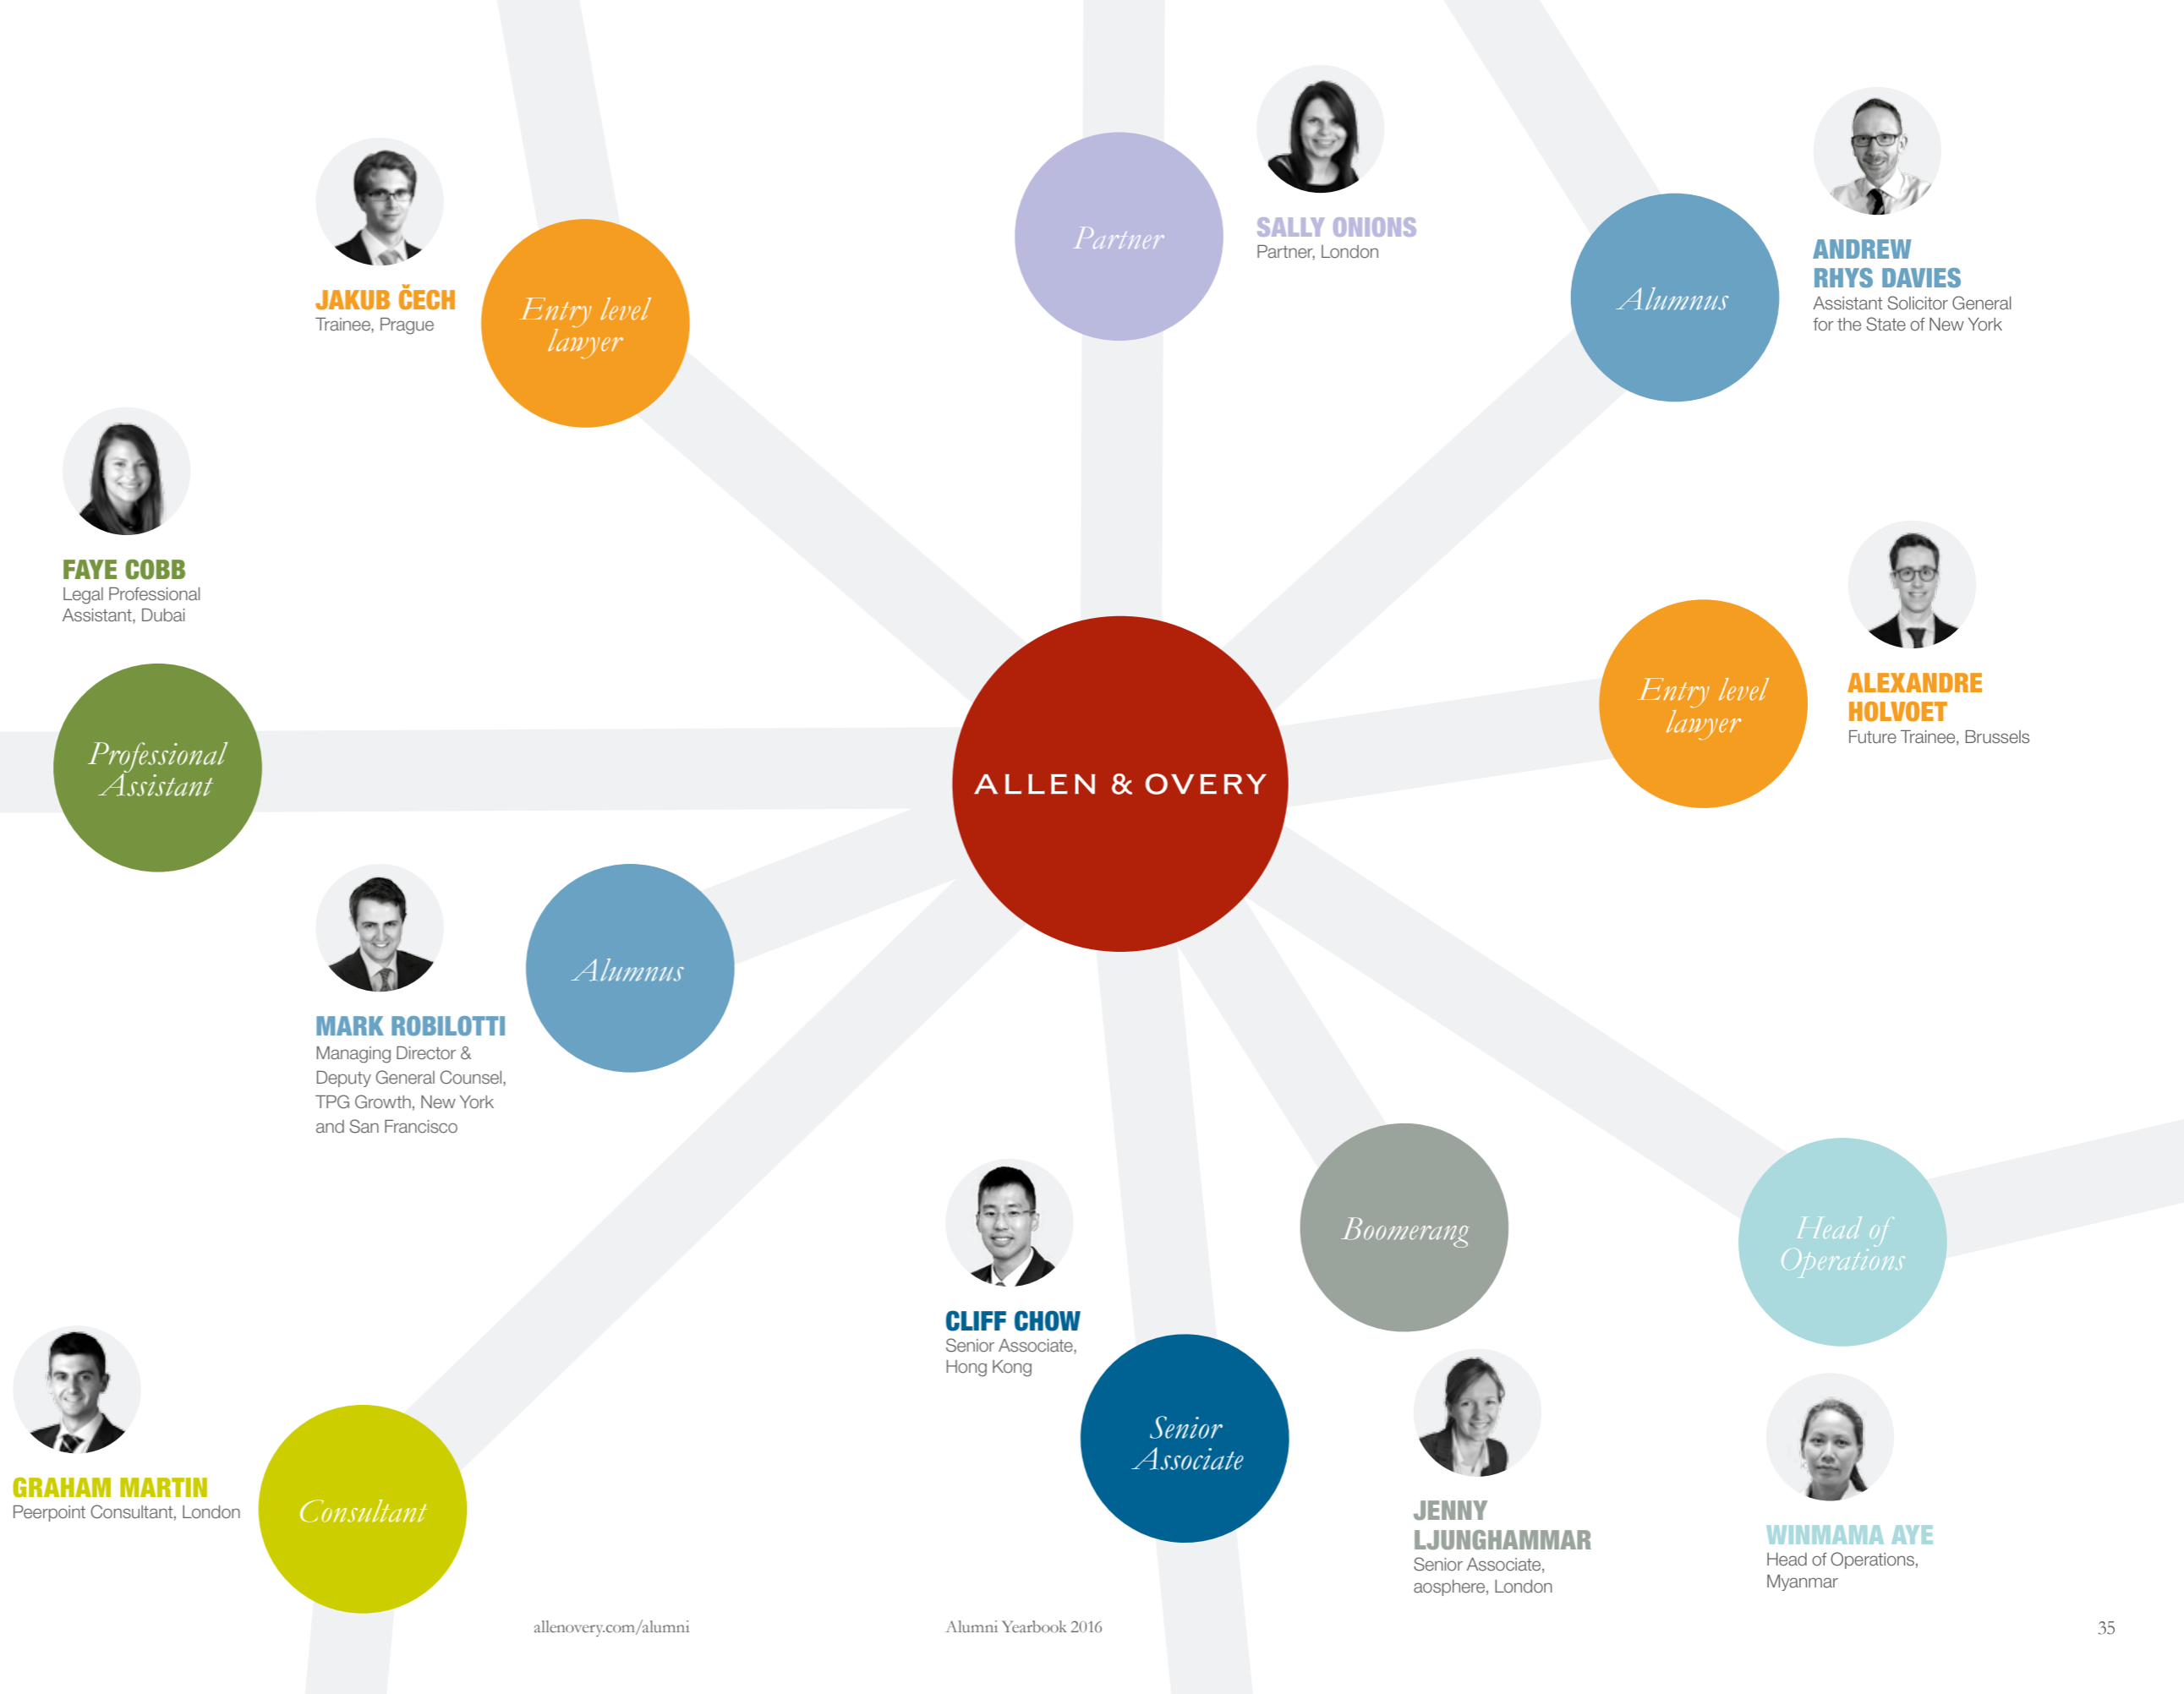 JAKUB ČECH
Trainee, Prague
Entry level
lawyer
Partner
SALLY ONIONS
Partner, London
Alumnus
ANDREW
RHYS DAVIES
Assistant Solicitor General
for the State of New York
FAYE COBB
Legal Professional
Assistant, Dubai
Professional
Assistant
ALLEN & OVERY
Entry level
lawyer
ALEXANDRE
HOLVOET
Future Trainee, Brussels
MARK ROBILOTTI
Managing Director &
Deputy General Counsel,
TPG Growth, New York
and San Francisco
Alumnus
GRAHAM MARTIN
Peerpoint Consultant, London
Consultant
CLIFF CHOW
Senior Associate,
Hong Kong
Senior
Associate
Boomerang
JENNY
LJUNGHAMMAR
Senior Associate,
aosphere, London
Head of
Operations
WINMAMA AYE
Head of Operations,
Myanmar
allenovery.com/alumni
Alumni Yearbook 2016
35